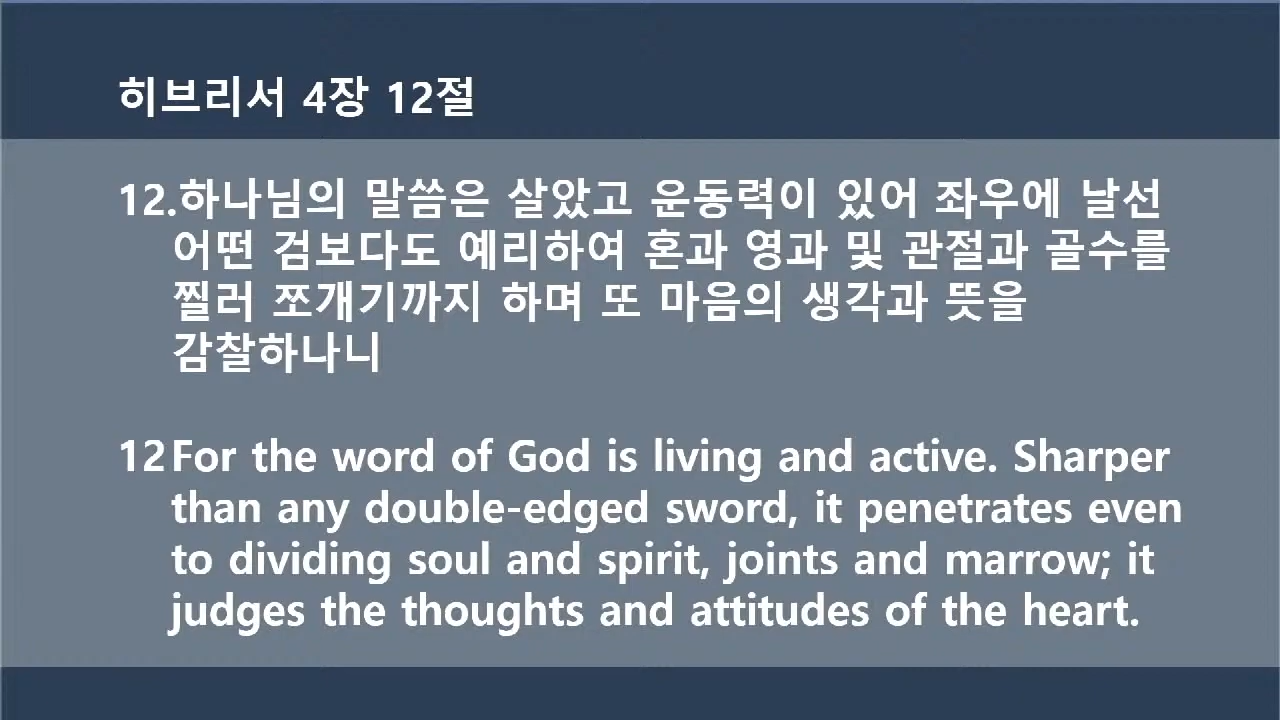 히브리서 4장 12절
12.하나님의 말씀은 살았고 운동력이 있어 좌우에 날선
어떤 검보다도 예리하여 혼과 영과 및 관절과 골수를
찔러 쪼개기까지 하며 또 마음의 생각과 뜻을
감찰하나니
12 For the word of God is living and active. Sharper
than any double-edged sword, it penetrates even
to dividing soul and spirit, joints and marrow; it
judges the thoughts and attitudes of the heart.